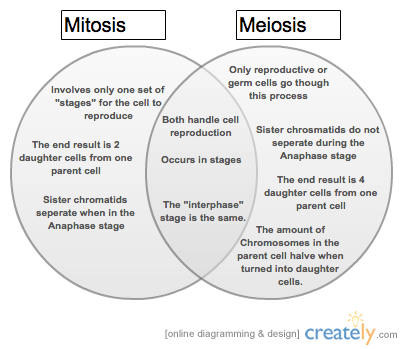 Mitosis
Meiosis
Involves only one set of
"stages" for the cell to
reproduce
The end result is 2
daughter cells from one
parent cell
Sister chromatids
seperate when in the
Anaphase stage
Both handle cell
reproduction
Occurs in stages
The "interphase"
stage is the same.
Only reproductive or
germ cells go though
this process
Sister chrosmatids do not
seperate during the
Anaphase stage
The end result is 4
daughter cells from one
parent cell
The amount of
Chromosomes in the
parent cell halve when
turned into daughter
cells.
[online diagramming & design] creately.com